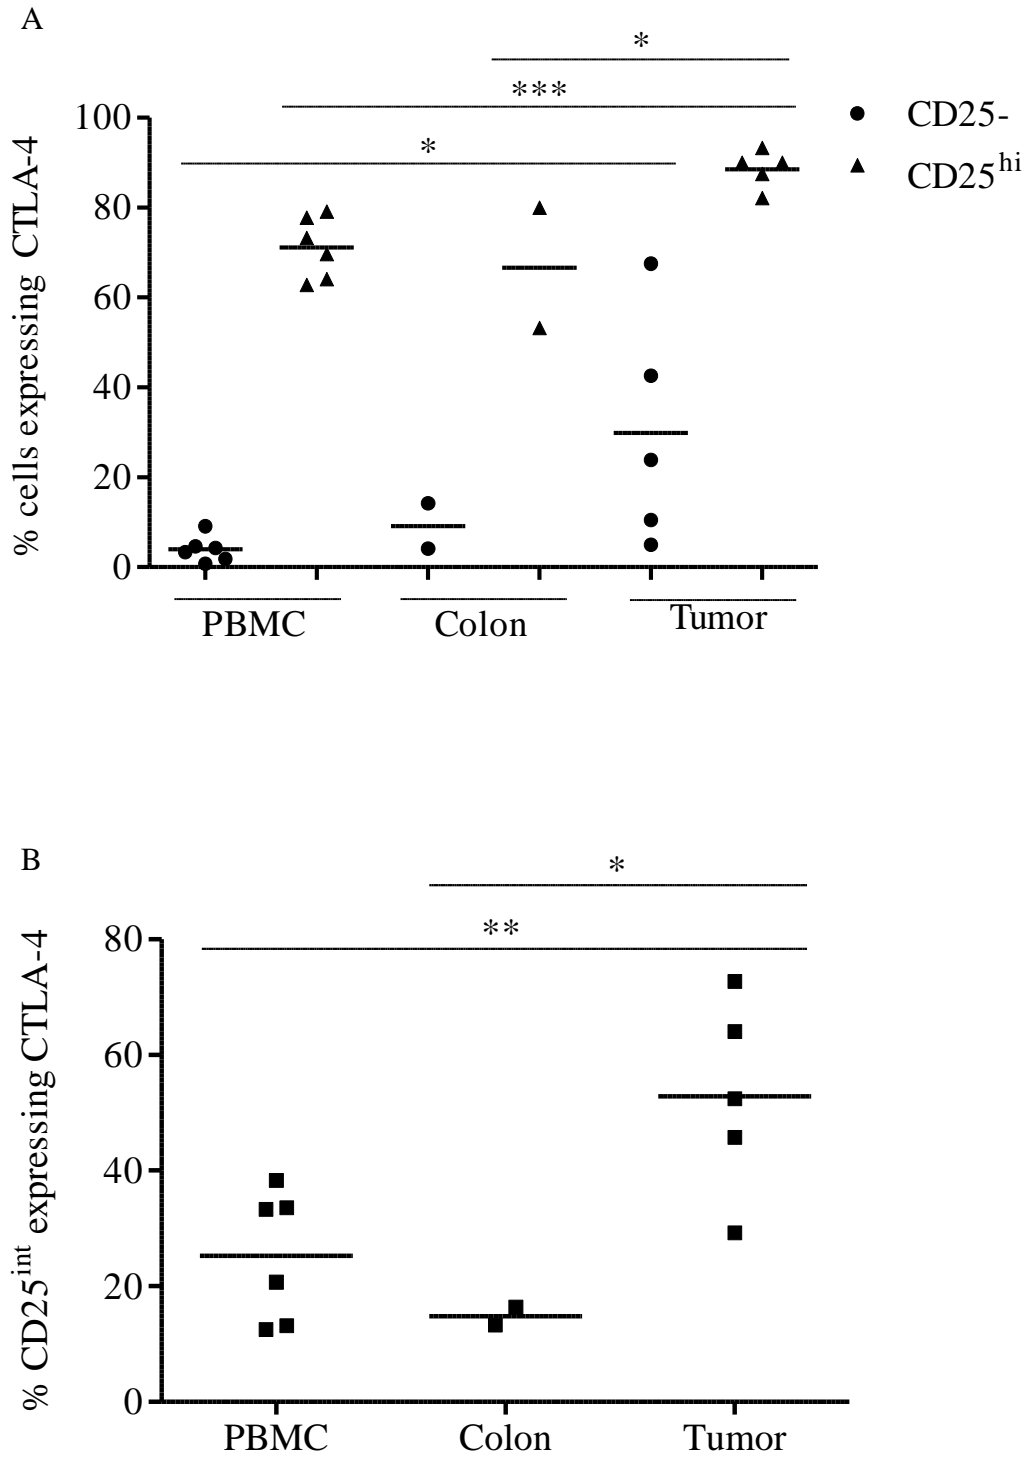 A
*
***
*
% cells expressing CTLA-4
100
80
60
40
20
0
CD25-
CD25hi
PBMC Colon Tumor
B
*
**
% CD25int expressing CTLA-4
80
60
40
20
0
PBMC Colon Tumor